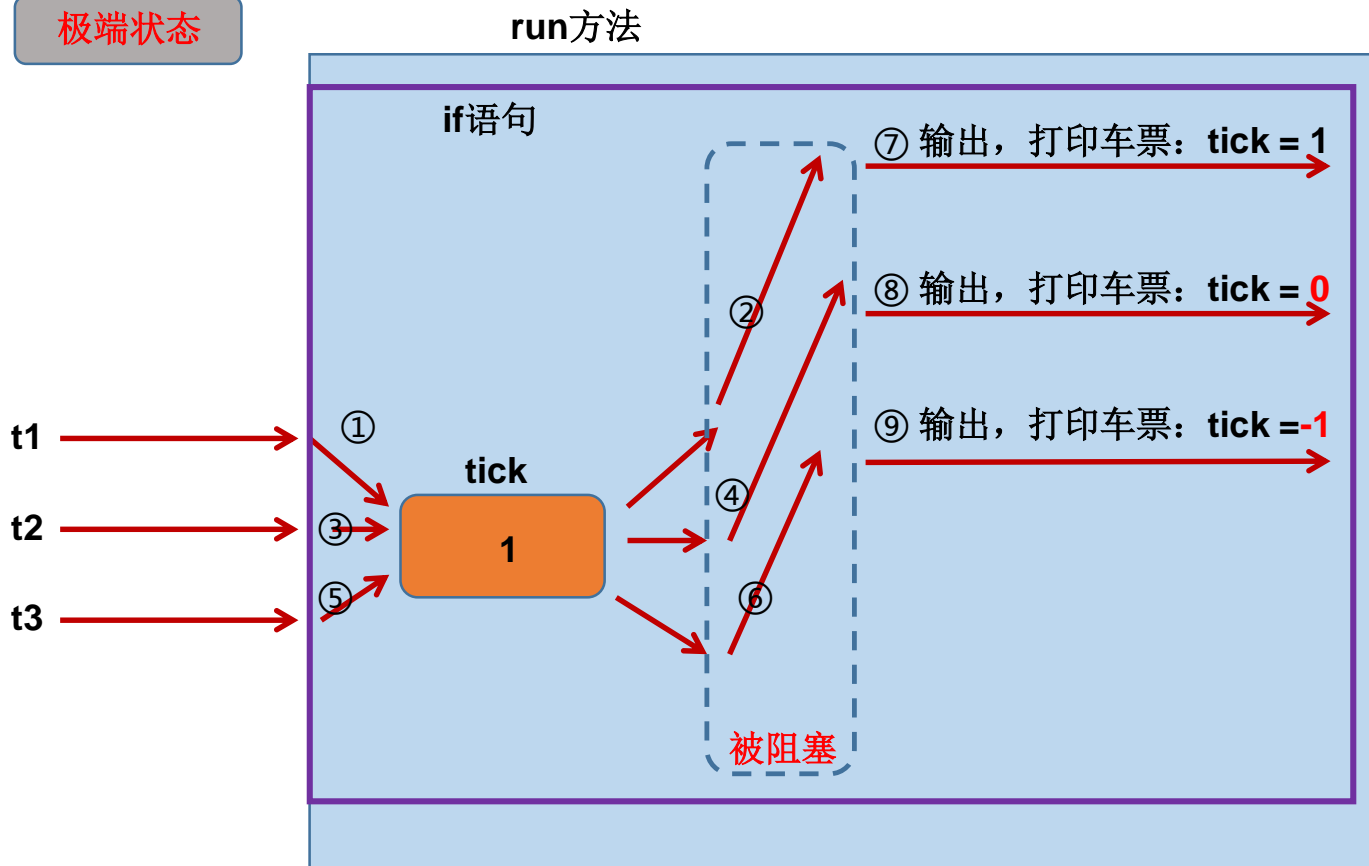 极端状态
run方法
if语句
⑦ 输出，打印车票：tick = 1
②
⑧ 输出，打印车票：tick = 0
t1
①
⑨ 输出，打印车票：tick =-1
tick
④
t2
③
1
t3
⑤
⑥
被阻塞